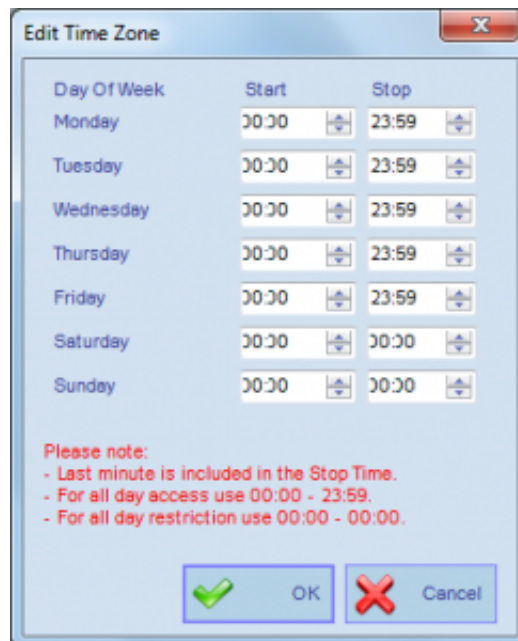 Edit Time Zone
Day Of Week Start Stop
Monday 00:00 23:59
Tuesday 00:00 23:59
Wednesday 00:00 23:59
Thursday 00:00 23:59
Friday 00:00 23:59
Saturday 00:00 00:00
Sunday 00:00 00:00
Please note:
- Last minute is included in the Stop Time.
- For all day access use 00:00 - 23:59.
- For all day restriction use 00:00 - 00:00.
OK Cancel